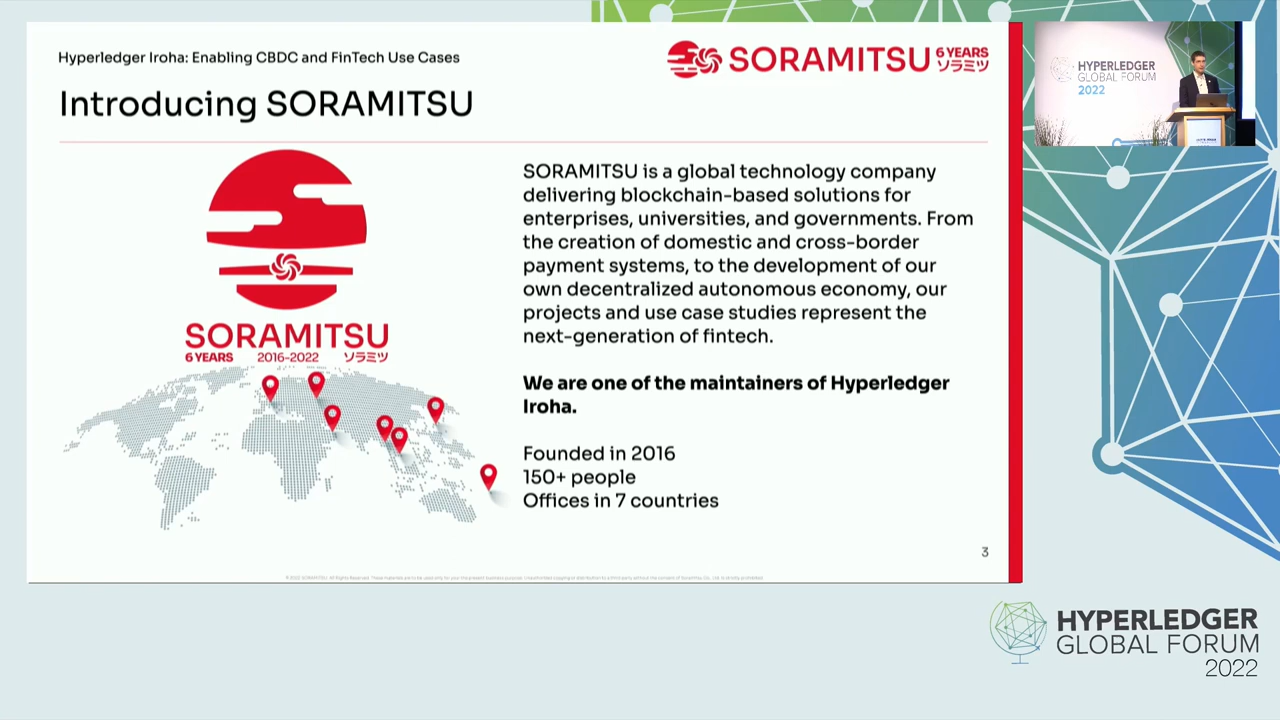 Hyperledger Iroha: Enabling CBDC and FinTech Use Cases
SORAMITSU 6 YEARS ソラミツ
Introducing SORAMITSU
SORAMITSU
6 YEARS 2016-2022 ソラミツ
SORAMITSU is a global technology company
delivering blockchain-based solutions for
enterprises, universities, and governments. From
the creation of domestic and cross-border
payment systems, to the development of our
own decentralized autonomous economy, our
projects and use case studies represent the
next-generation of fintech.
We are one of the maintainers of Hyperledger
Iroha.
Founded in 2016
150+ people
Offices in 7 countries
3
HYPERLEDGER
GLOBAL FORUM
2022
HYPERLEDGER
GLOBAL FORUM
2022